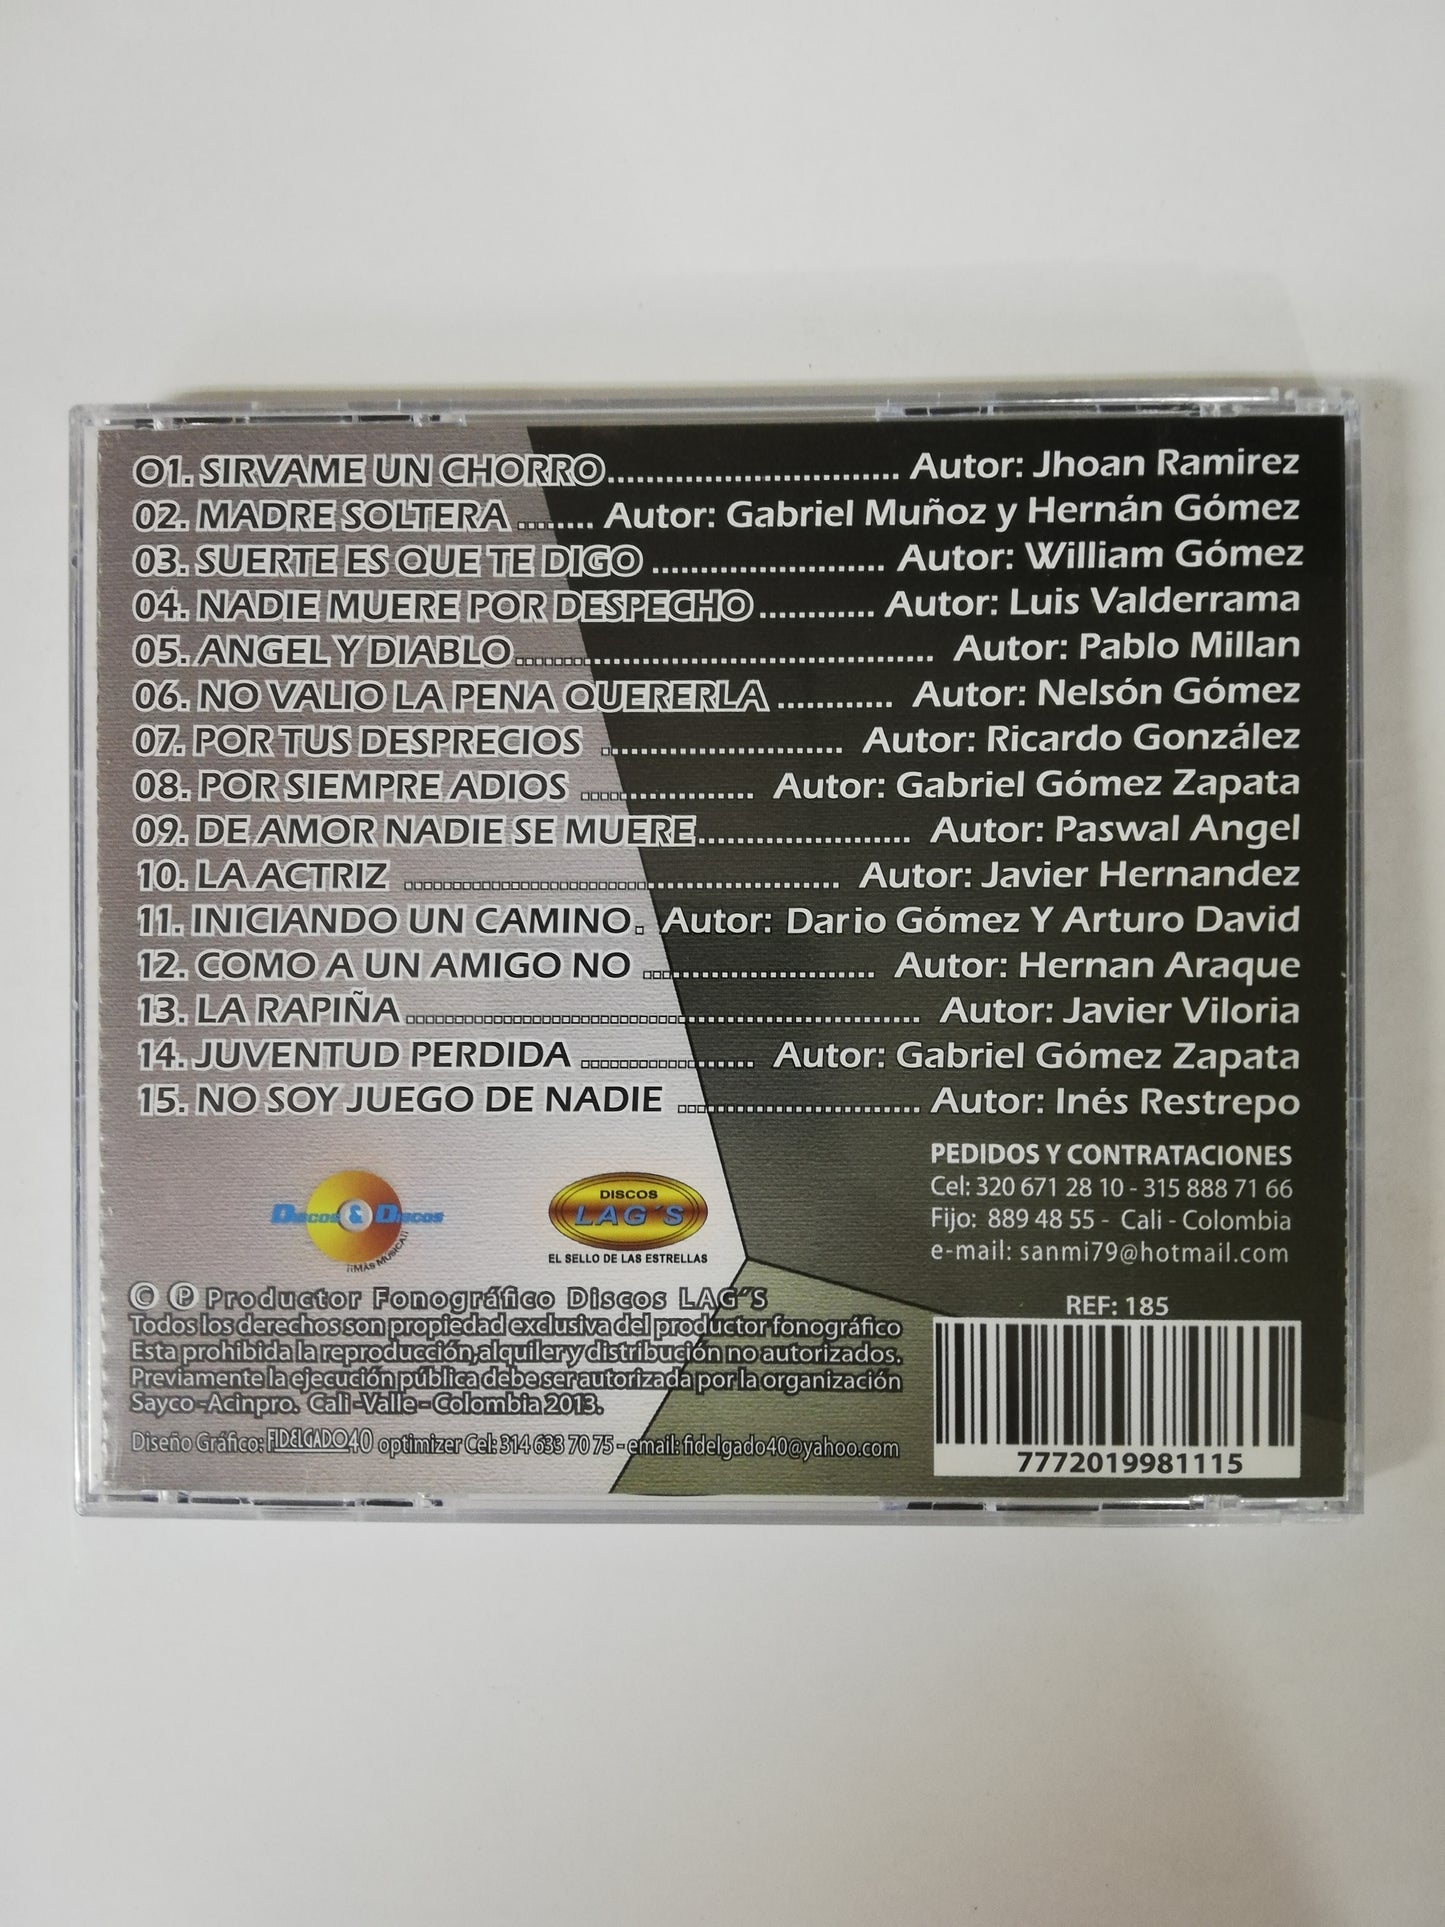 01. SIRVAME UN CHORRO.............................. Autor: Jhoan Ramirez
02. MADRE SOLTERA ........ Autor: Gabriel Muñoz y Hernán Gómez
03. SUERTE ES QUE TE DIGO ........................ Autor: William Gómez
04. NADIE MUERE POR DESPECHO............ Autor: Luis Valderrama
05. ANGEL Y DIABLO........................................... Autor: Pablo Millan
06. NO VALIO LA PENA QUERERLA ............ Autor: Nelsón Gómez
07. POR TUS DESPRECIOS ......................... Autor: Ricardo González
08. POR SIEMPRE ADIOS .................. Autor: Gabriel Gómez Zapata
09. DE AMOR NADIE SE MUERE...................... Autor: Paswal Angel
10. LA ACTRIZ ............................................. Autor: Javier Hernandez
11. INICIANDO UN CAMINO. Autor: Dario Gómez Y Arturo David
12. COMO A UN AMIGO NO ........................ Autor: Hernan Araque
13. LA RAPIÑA..................................................... Autor: Javier Viloria
14. JUVENTUD PERDIDA .................. Autor: Gabriel Gómez Zapata
15. NO SOY JUEGO DE NADIE ......................... Autor: Inés Restrepo
PEDIDOS Y CONTRATACIONES
Cel: 320 671 28 10 - 315 888 71 66
Fijo: 889 48 55 - Cali - Colombia
e-mail: sanmi79@hotmail.com
DISCOS & DISCOS
¡¡MÁS MÚSICA!!
DISCOS
LAG´S
EL SELLO DE LAS ESTRELLAS
© ℗ Productor Fonográfico Discos LAG´S
Todos los derechos son propiedad exclusiva del productor fonográfico
Esta prohibida la reproducción,alquiler y distribución no autorizados.
Previamente la ejecución pública debe ser autorizada por la organización
Sayco-Acinpro. Cali -Valle - Colombia 2013.
Diseño Gráfico: FIDELGADO40 optimizer Cel: 314 633 70 75 - email: fidelgado40@yahoo.com
REF: 185
7772019981115